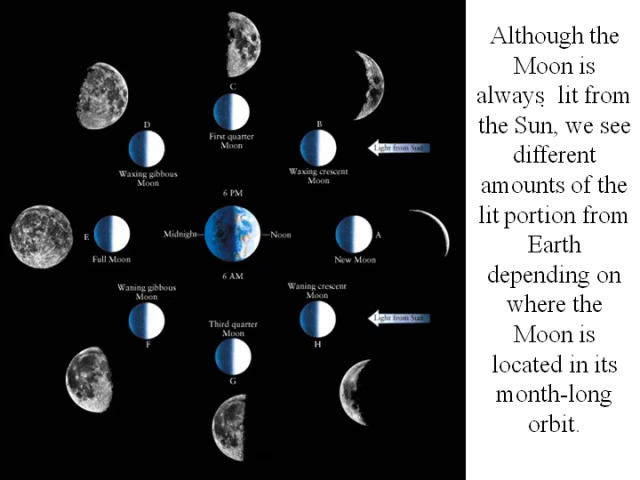 C
First quarter
Moon
D
Waxing gibbous
Moon
B
Waxing crescent
Moon
Light from Sun
6 PM
Midnight
Noon
6 AM
E
Full Moon
A
New Moon
Waning gibbous
Moon
F
Third quarter
Moon
G
Waning crescent
Moon
H
Light from Sun
Although the
Moon is
always lit from
the Sun, we see
different
amounts of the
lit portion from
Earth
depending on
where the
Moon is
located in its
month-long
orbit.